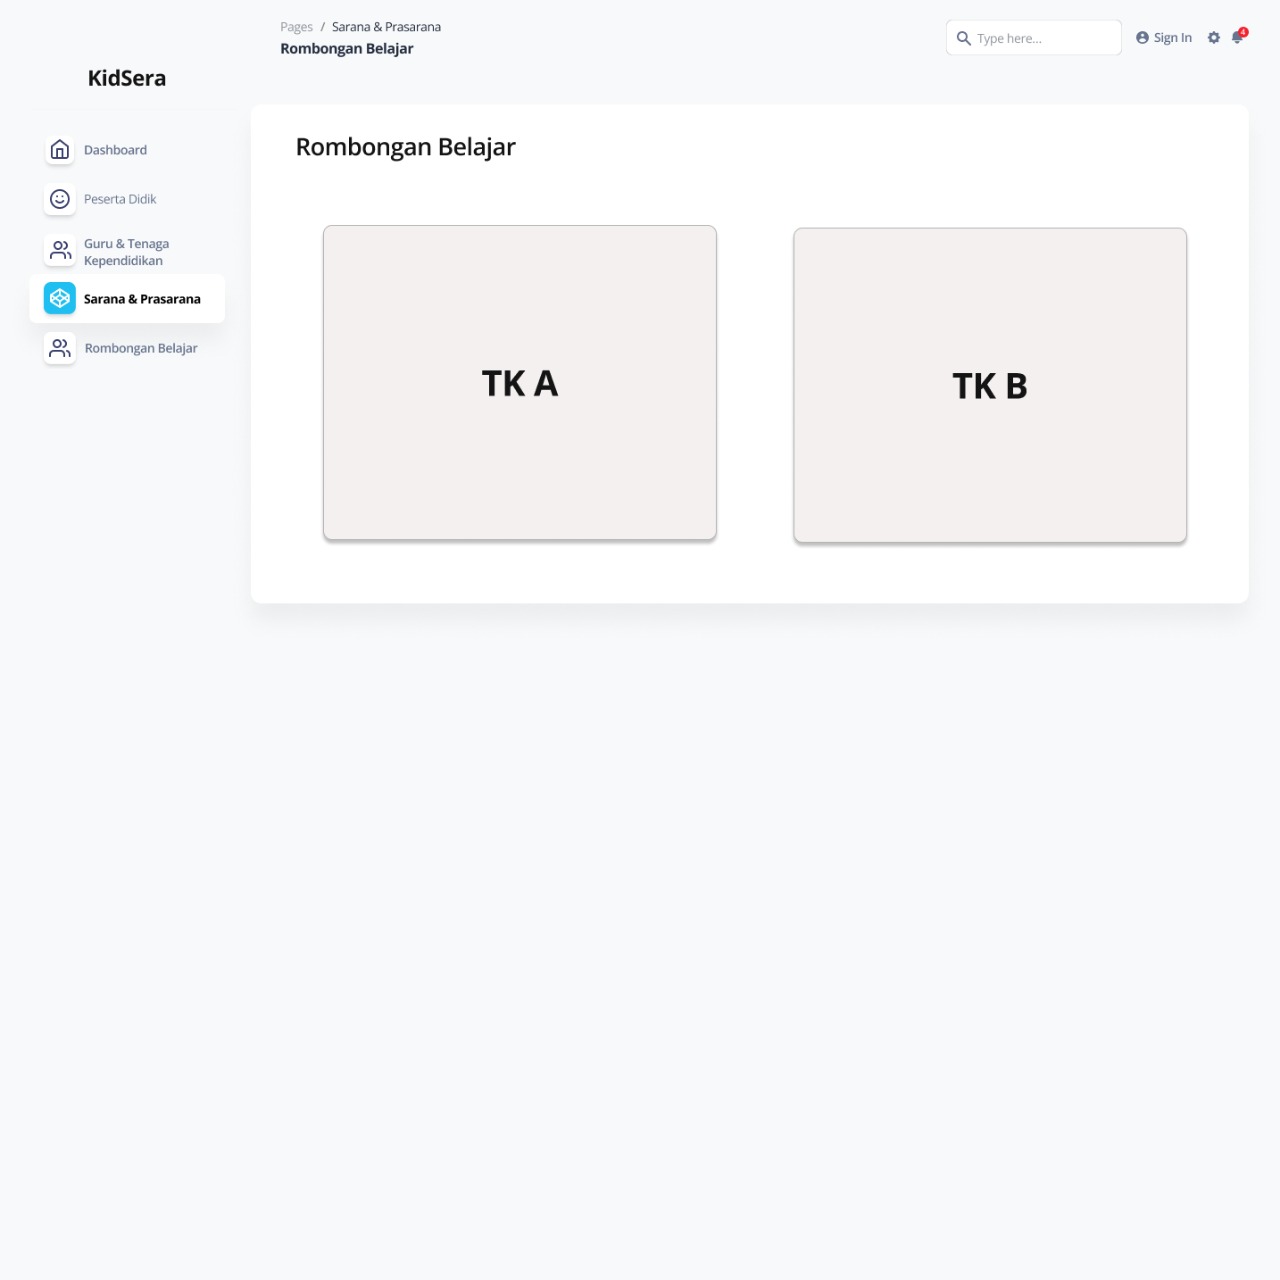 Pages / Sarana & Prasarana
Rombongan Belajar
Type here...
Sign In
4
KidSera
Dashboard
Peserta Didik
Guru & Tenaga
Kependidikan
Sarana & Prasarana
Rombongan Belajar
Rombongan Belajar
TK A
TK B